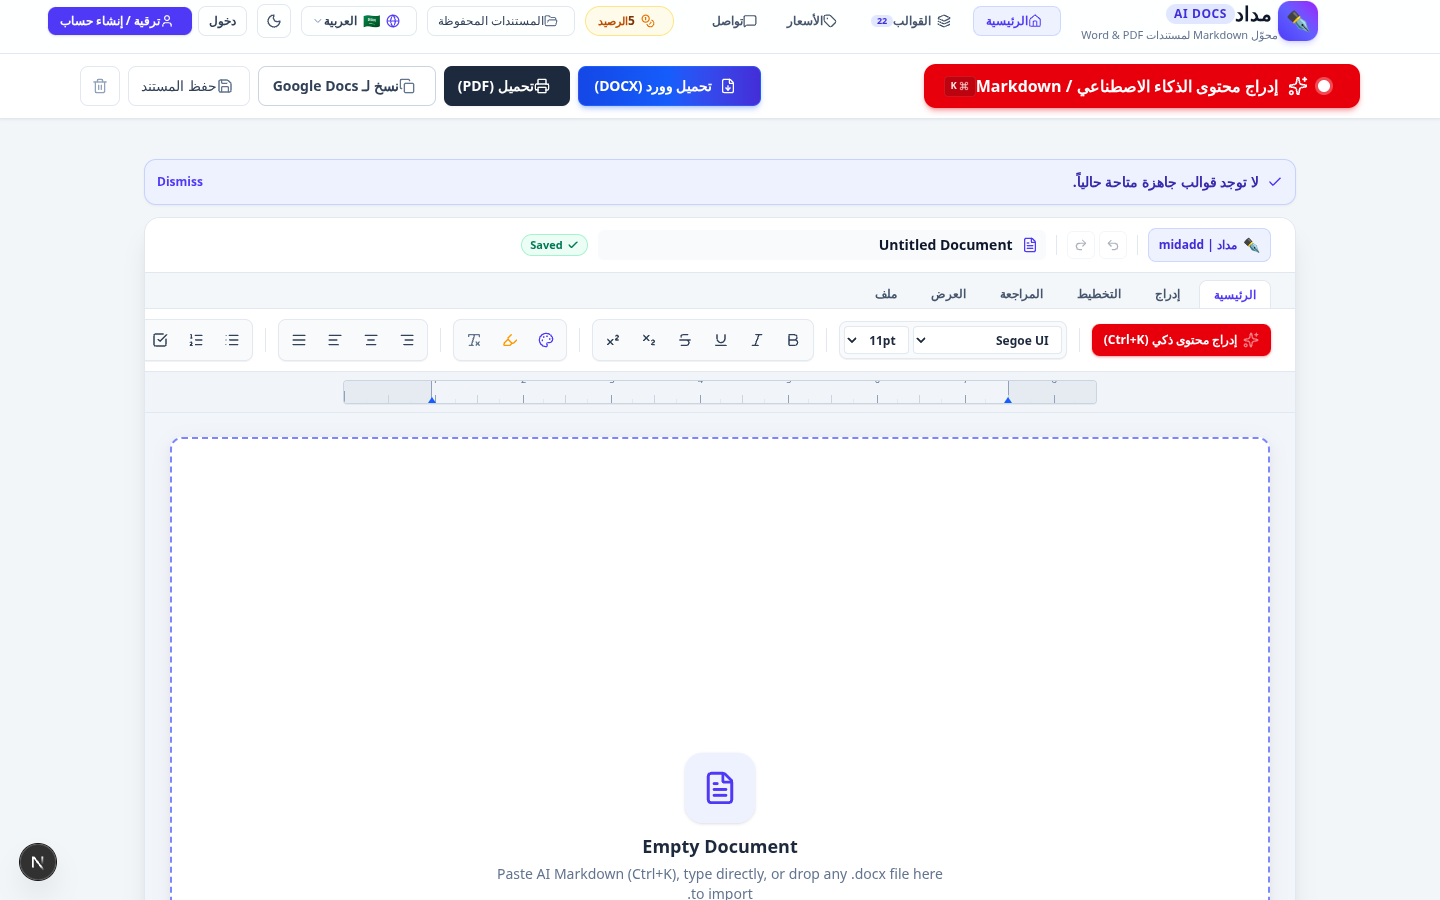 مداد AI DOCS
محوّل Markdown لمستندات Word & PDF
الرئيسية
القوالب 22
الأسعار
تواصل
5 الرصيد
المستندات المحفوظة
العربية
دخول
ترقية / إنشاء حساب
إدراج محتوى الذكاء الاصطناعي / Markdown ⌘ K
تحميل وورد (DOCX)
تحميل (PDF)
نسخ لـ Google Docs
حفظ المستند
لا توجد قوالب جاهزة متاحة حالياً.
Dismiss
مداد | midadd
Untitled Document
Saved
الرئيسية
إدراج
التخطيط
المراجعة
العرض
ملف
إدراج محتوى ذكي (Ctrl+K)
Segoe UI
11pt
Empty Document
Paste AI Markdown (Ctrl+K), type directly, or drop any .docx file here
to import.